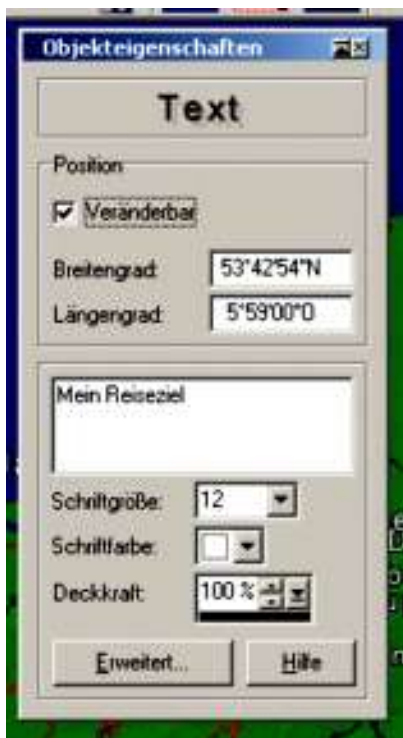 Objekteigenschaften
Text
Position
Veränderbar
Breitengrad: 53°42'54"N
Längengrad: 5°59'00"O
Mein Reiseziel
Schriftgröße: 12
Schriftfarbe:
Deckkraft: 100 %
Erweitert...
Hilfe